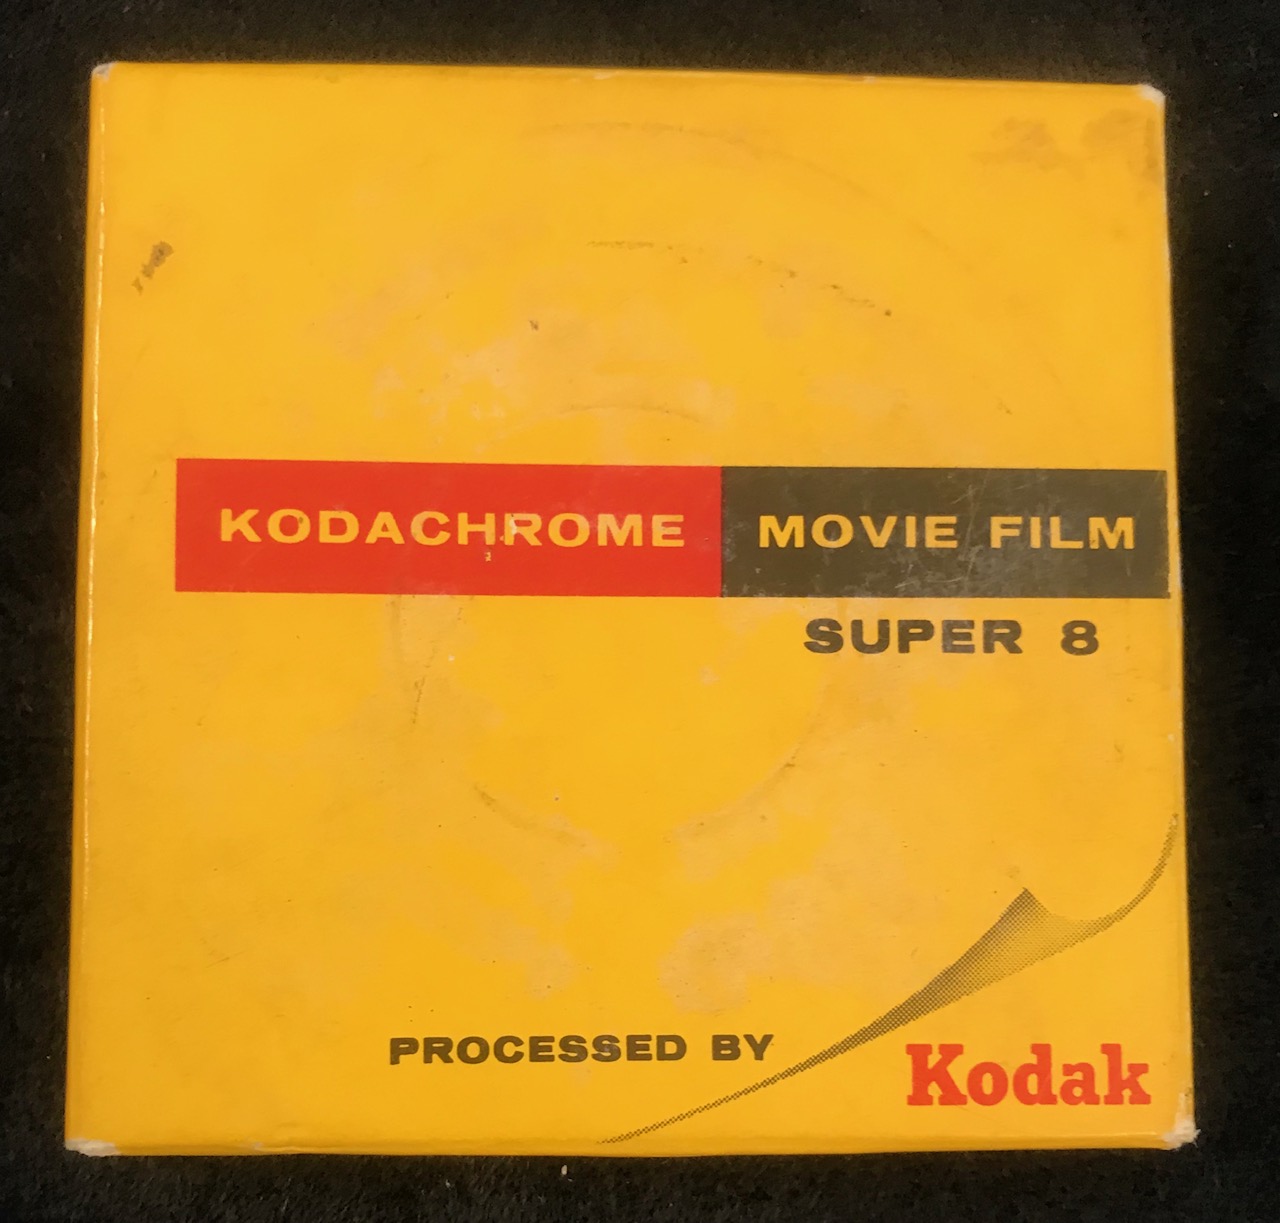 KODACHROME MOVIE FILM
SUPER 8
PROCESSED BY Kodak